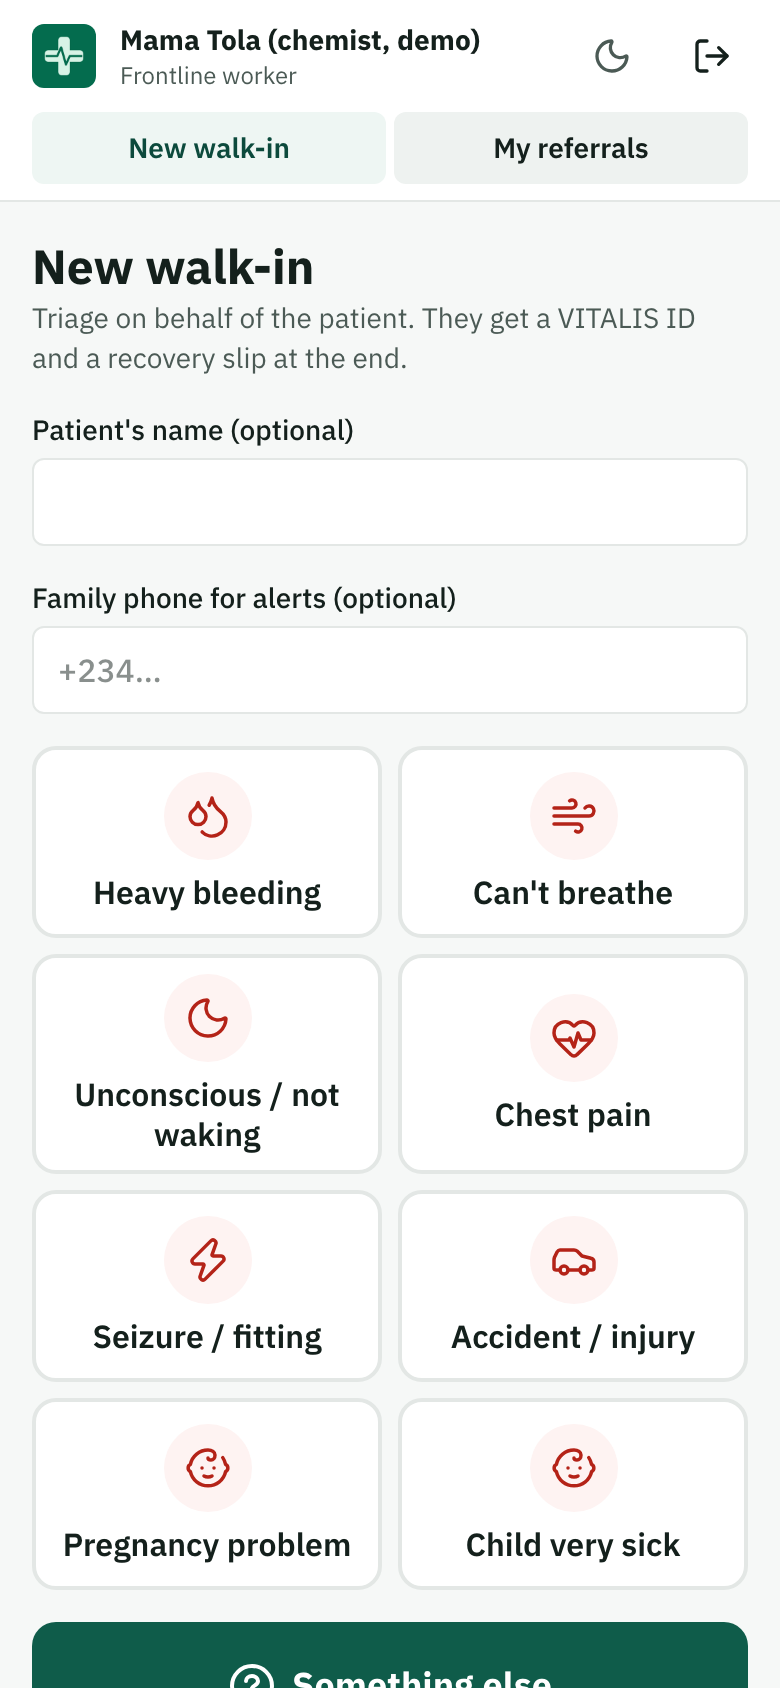 Mama Tola (chemist, demo)
Frontline worker
New walk-in
My referrals
New walk-in
Triage on behalf of the patient. They get a VITALIS ID
and a recovery slip at the end.
Patient's name (optional)
Family phone for alerts (optional)
+234...
Heavy bleeding
Can't breathe
Unconscious / not
waking
Chest pain
Seizure / fitting
Accident / injury
Pregnancy problem
Child very sick
Something else